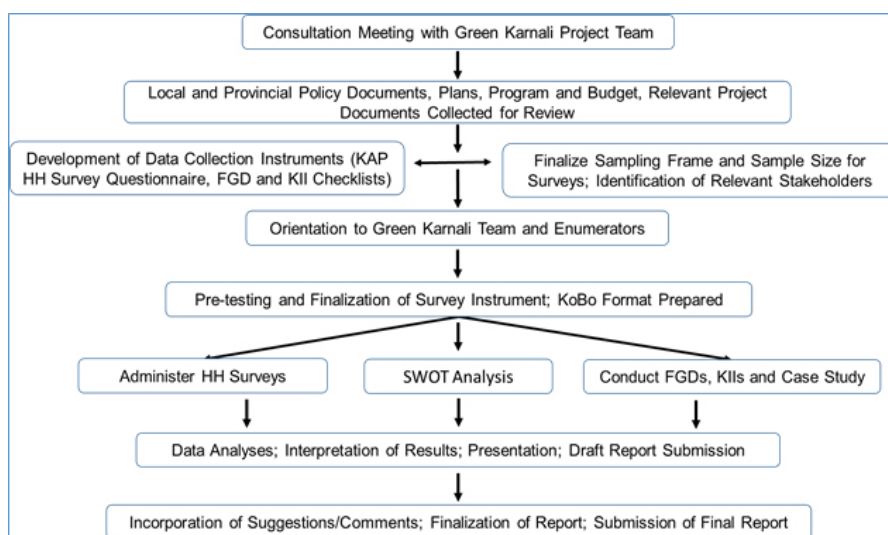 Consultation Meeting with Green Karnali Project Team
Local and Provincial Policy Documents, Plans, Program and Budget, Relevant Project
Documents Collected for Review
Development of Data Collection Instruments (KAP
HH Survey Questionnaire, FGD and KII Checklists)
Finalize Sampling Frame and Sample Size for
Surveys; Identification of Relevant Stakeholders
Orientation to Green Karnali Team and Enumerators
Pre-testing and Finalization of Survey Instrument; KoBo Format Prepared
Administer HH Surveys
SWOT Analysis
Conduct FGDs, KIIs and Case Study
Data Analyses; Interpretation of Results; Presentation; Draft Report Submission
Incorporation of Suggestions/Comments; Finalization of Report; Submission of Final Report